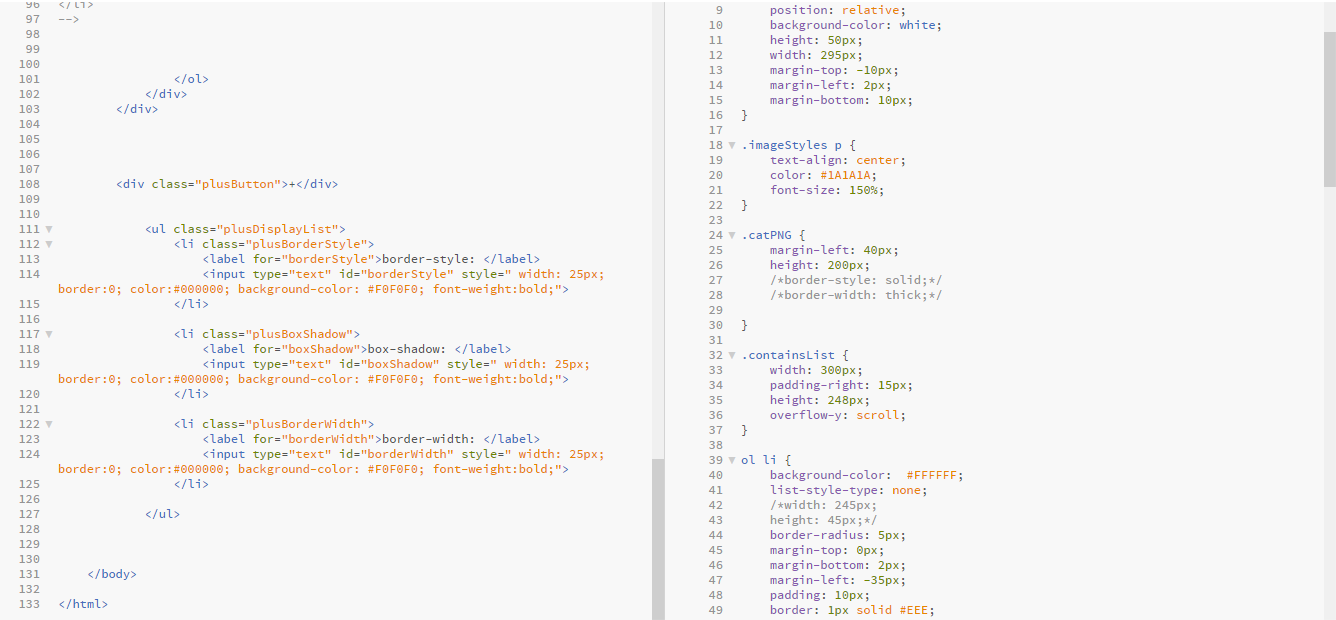 96 </li>
97 -->
98
99
100
101 </ol>
102 </div>
103 </div>
104
105
106
107
108 <div class="plusButton">+</div>
109
110
111 <ul class="plusDisplayList">
112 <li class="plusBorderStyle">
113 <label for="borderStyle">border-style: </label>
114 <input type="text" id="borderStyle" style=" width: 25px;
border:0; color:#000000; background-color: #F0F0F0; font-weight:bold;">
115 </li>
116
117 <li class="plusBoxShadow">
118 <label for="boxShadow">box-shadow: </label>
119 <input type="text" id="boxShadow" style=" width: 25px;
border:0; color:#000000; background-color: #F0F0F0; font-weight:bold;">
120 </li>
121
122 <li class="plusBorderWidth">
123 <label for="borderWidth">border-width: </label>
124 <input type="text" id="borderWidth" style=" width: 25px;
border:0; color:#000000; background-color: #F0F0F0; font-weight:bold;">
125 </li>
126
127 </ul>
128
129
130
131 </body>
132
133 </html>
9 position: relative;
10 background-color: white;
11 height: 50px;
12 width: 295px;
13 margin-top: -10px;
14 margin-left: 2px;
15 margin-bottom: 10px;
16 }
17
18 .imageStyles p {
19 text-align: center;
20 color: #1A1A1A;
21 font-size: 150%;
22 }
23
24 .catPNG {
25 margin-left: 40px;
26 height: 200px;
27 /*border-style: solid;*/
28 /*border-width: thick;*/
29
30 }
31
32 .containsList {
33 width: 300px;
34 padding-right: 15px;
35 height: 248px;
36 overflow-y: scroll;
37 }
38
39 ol li {
40 background-color:  #FFFFFF;
41 list-style-type: none;
42 /*width: 245px;
43 height: 45px;*/
44 border-radius: 5px;
45 margin-top: 0px;
46 margin-bottom: 2px;
47 margin-left: -35px;
48 padding: 10px;
49 border: 1px solid #EEE;